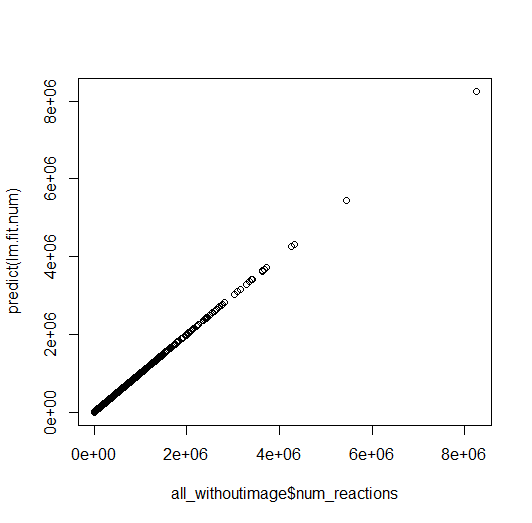 predict(lm.fit.num)
8e+06
6e+06
4e+06
2e+06
0e+00
0e+00 2e+06 4e+06 6e+06 8e+06
all_withoutimage$num_reactions